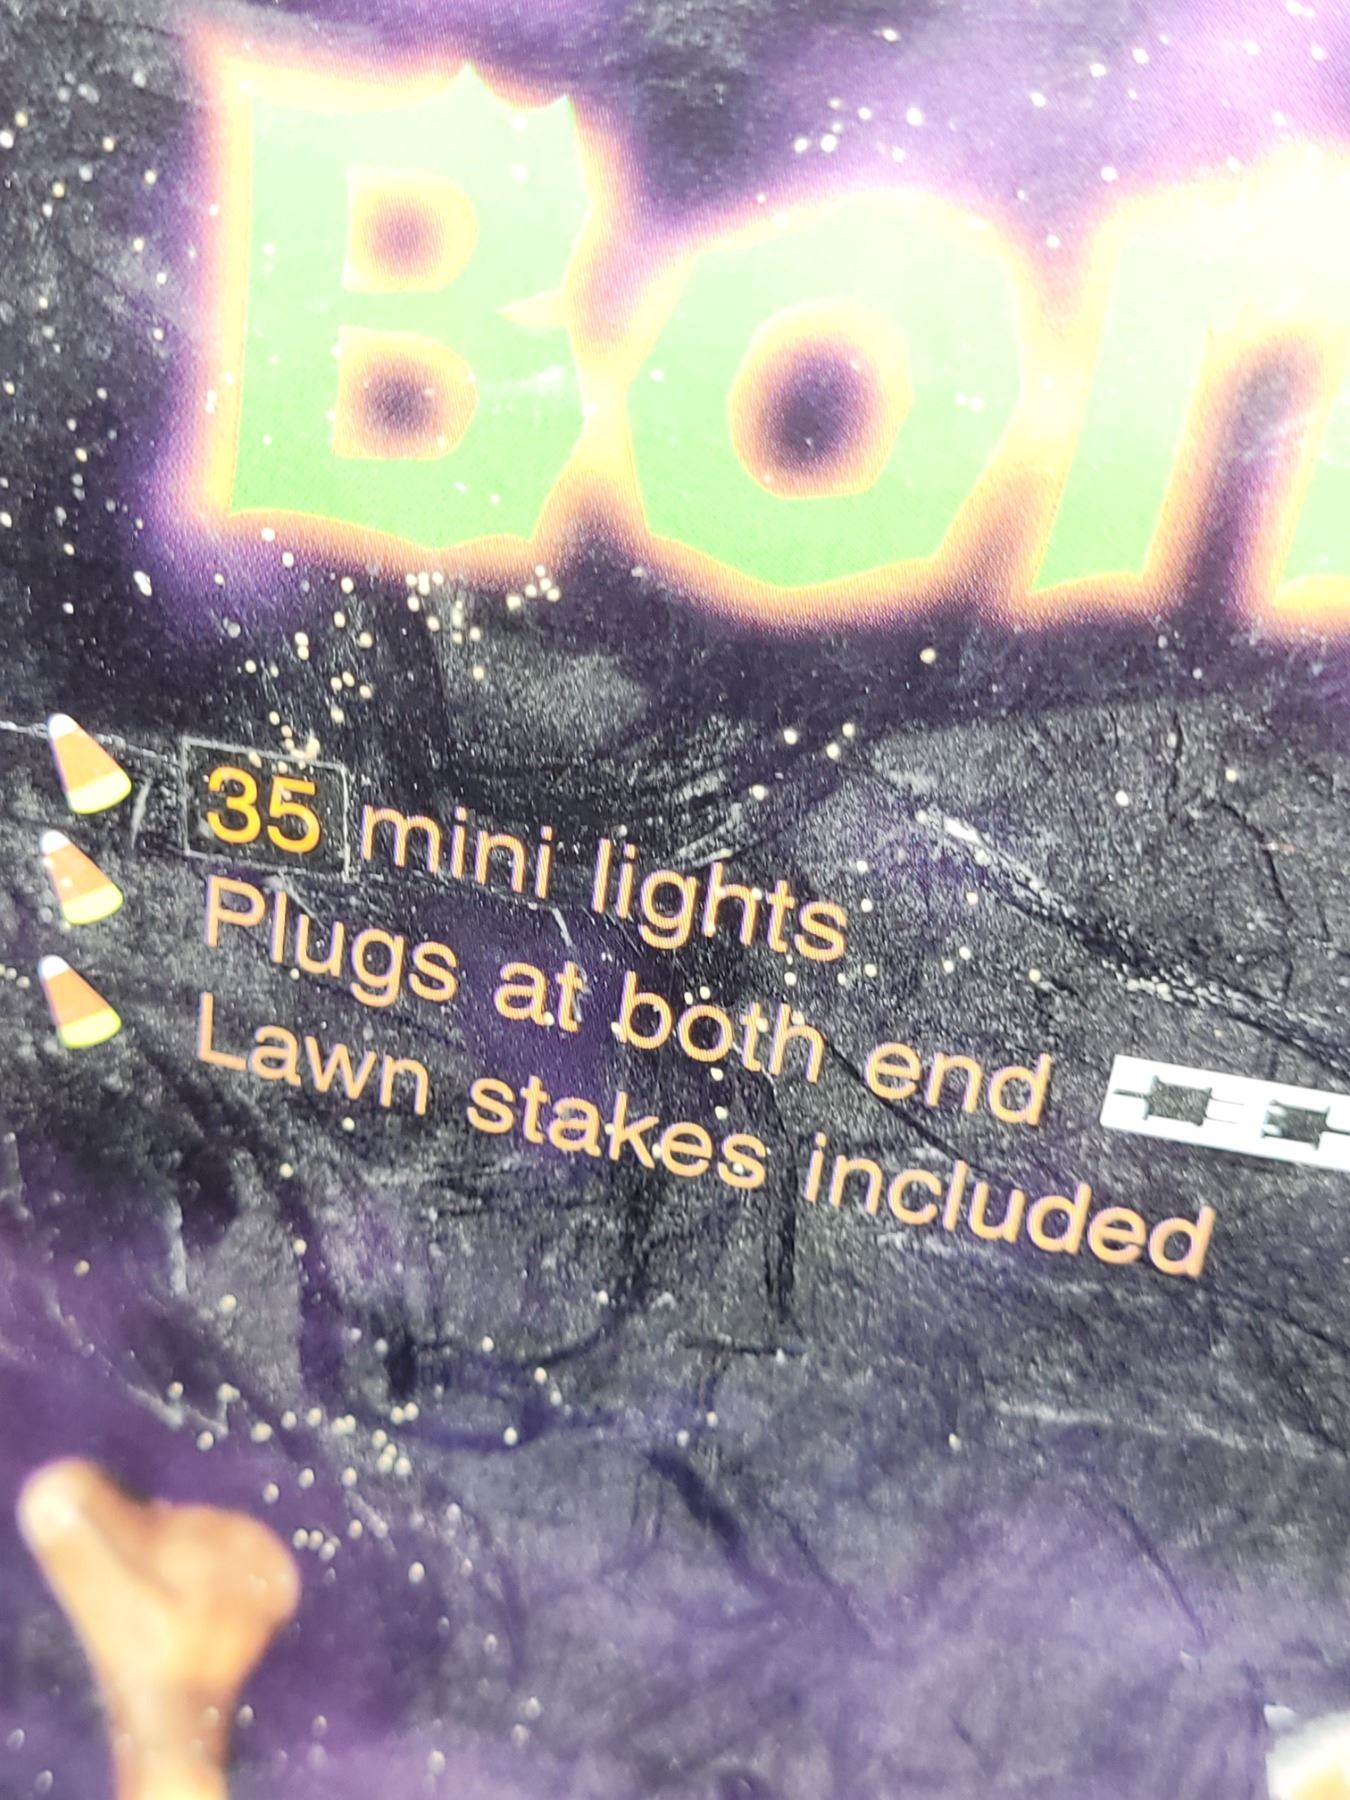 Bon
35 mini lights
Plugs at both end
Lawn stakes included